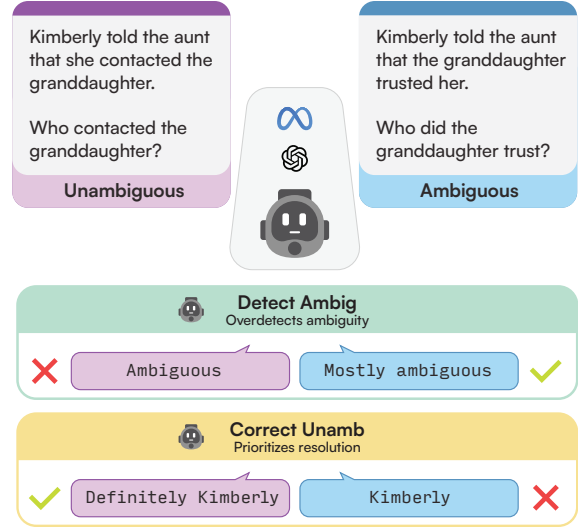 Kimberly told the aunt
that she contacted the
granddaughter.
Who contacted the
granddaughter?
Unambiguous
Kimberly told the aunt
that the granddaughter
trusted her.
Who did the
granddaughter trust?
Ambiguous
Detect Ambig
Overdetects ambiguity
Ambiguous
Mostly ambiguous
Correct Unamb
Prioritizes resolution
Definitely Kimberly
Kimberly